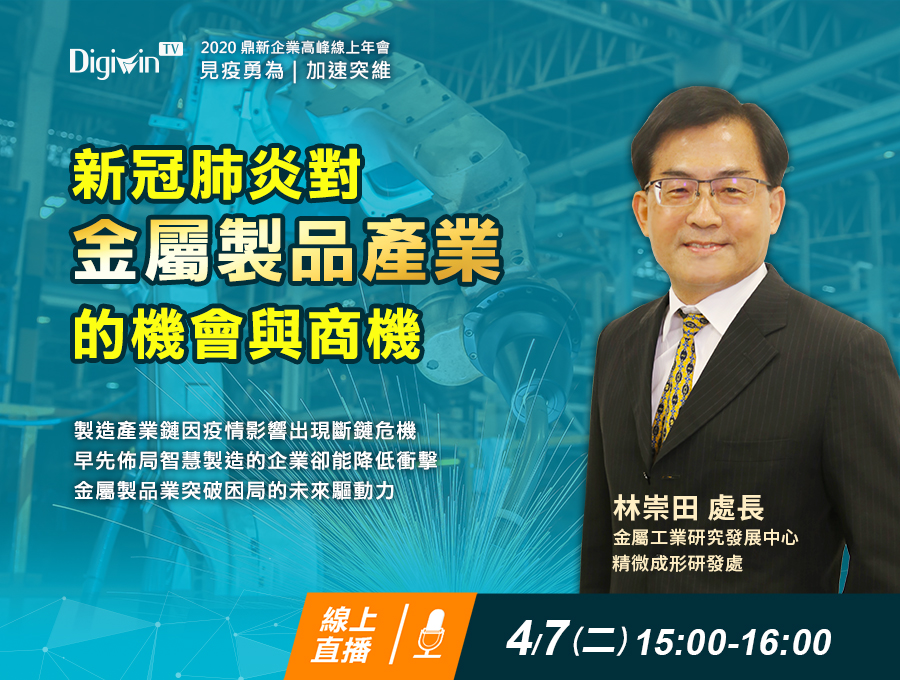 Digiwin TV
2020 鼎新企業高峰線上年會
見疫勇為｜加速突維
新冠肺炎對
金屬製品產業
的機會與商機
製造產業鏈因疫情影響出現斷鏈危機
早先佈局智慧製造的企業卻能降低衝擊
金屬製品業突破困局的未來驅動力
林崇田 處長
金屬工業研究發展中心
精微成形研發處
線上
直播
4/7(二) 15:00-16:00